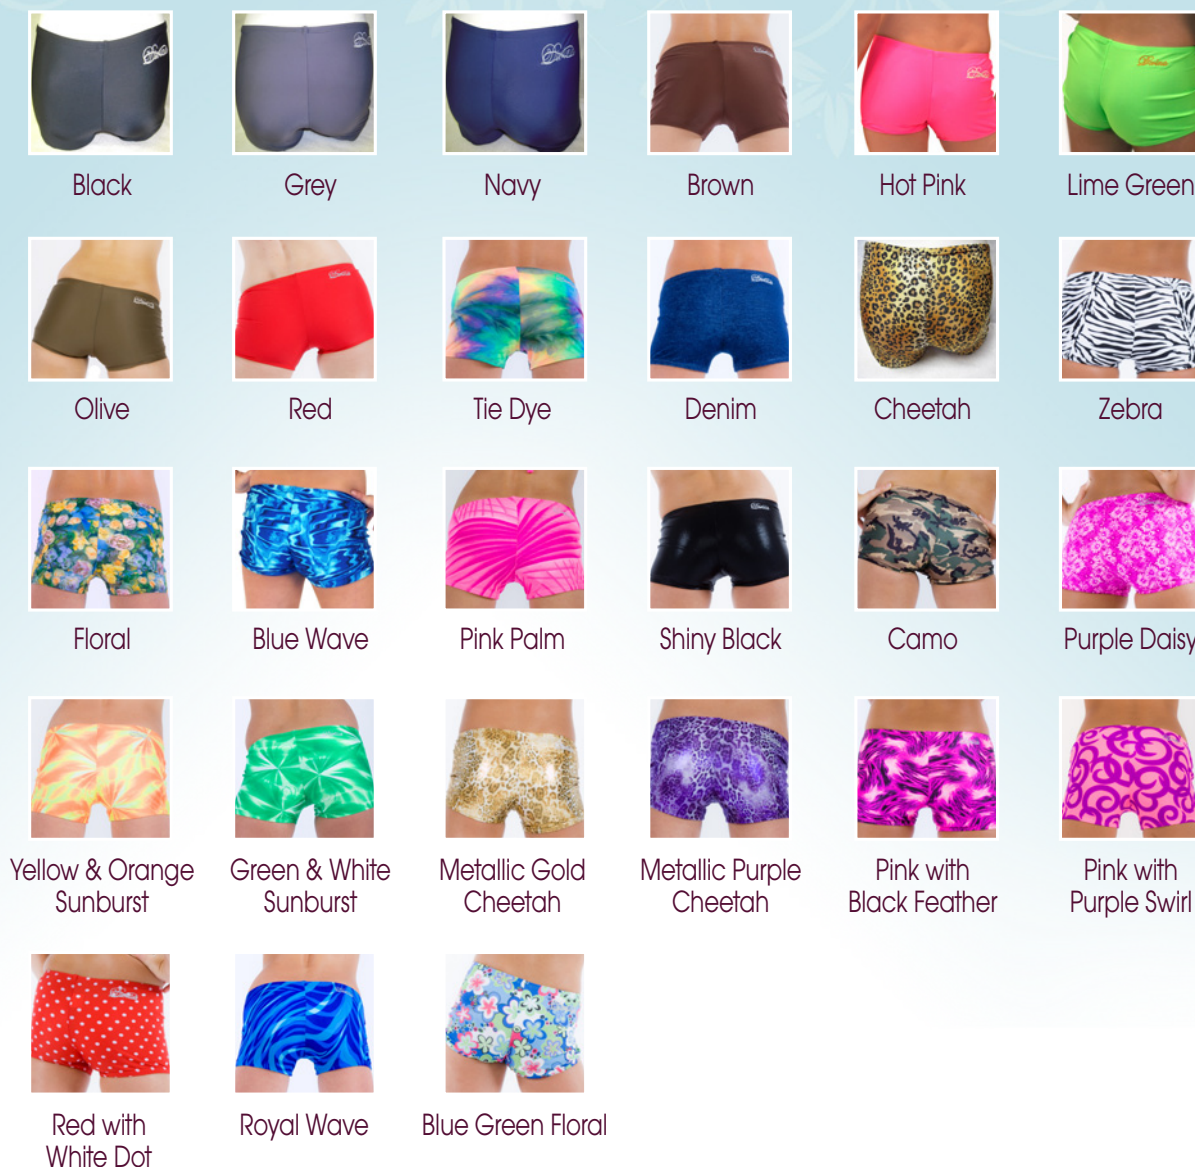 Black
Grey
Navy
Brown
Hot Pink
Lime Green
Olive
Red
Tie Dye
Denim
Cheetah
Zebra
Floral
Blue Wave
Pink Palm
Shiny Black
Camo
Purple Daisy
Yellow & Orange
Sunburst
Green & White
Sunburst
Metallic Gold
Cheetah
Metallic Purple
Cheetah
Pink with
Black Feather
Pink with
Purple Swirl
Red with
White Dot
Royal Wave
Blue Green Floral